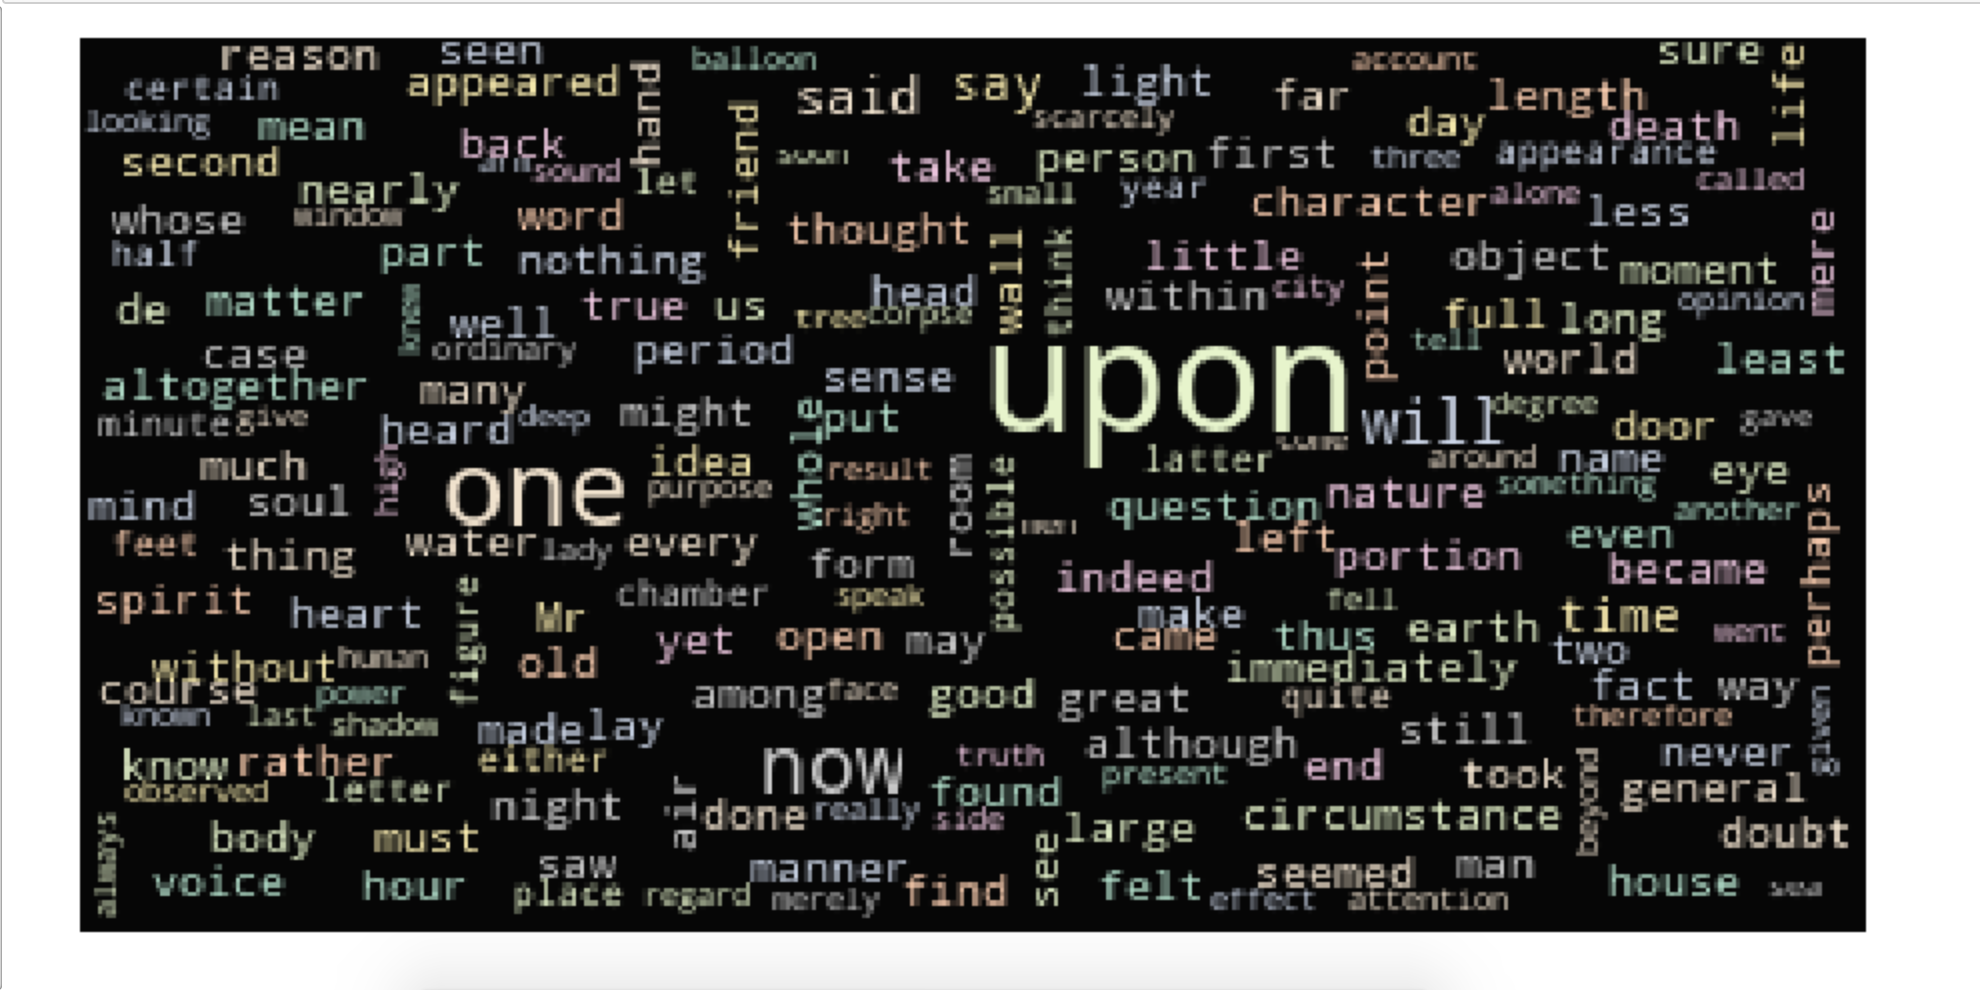 reason seen balloon account sure
certain appeared hand said say light far length life
looking mean friend scarcely day death
second back arm sound let take person first three appearance
nearly small year character alone called
whose window word thought less
half part nothing wall think little point object moment mere
de matter true us head within city opinion
knew well tree corpse full long
case ordinary period upon tell world least
altogether many sense
minute give heard deep might whole put will degree door gave
much high one idea result room possible latter around name eye
mind soul purpose right question nature something another perhaps
feet thing water lady every form left portion even
spirit heart figure chamber speak indeed fell became
Mr make time
without human old yet open may came thus earth two went
course power among face good great immediately quite fact way
known last shadow madelay therefore given
know rather either now truth although end still took never
observed letter night air found present beyond general
always done really side
body must large circumstance doubt
voice hour saw manner see felt seemed man house sea
place regard merely find effect attention